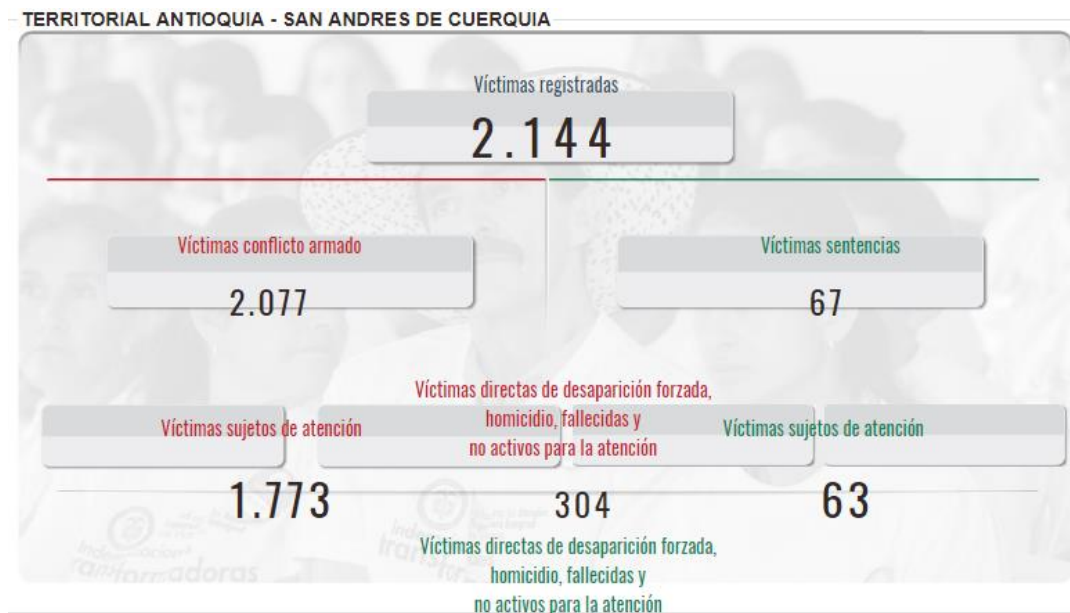 TERRITORIAL ANTIOQUIA - SAN ANDRES DE CUERQUIA
Víctimas registradas
2.144
Víctimas conflicto armado
2.077
Víctimas sentencias
67
Víctimas sujetos de atención
1.773
Víctimas directas de desaparición forzada,
homicidio, fallecidas y
no activos para la atención
304
Víctimas sujetos de atención
63
Víctimas directas de desaparición forzada,
homicidio, fallecidas y
no activos para la atención